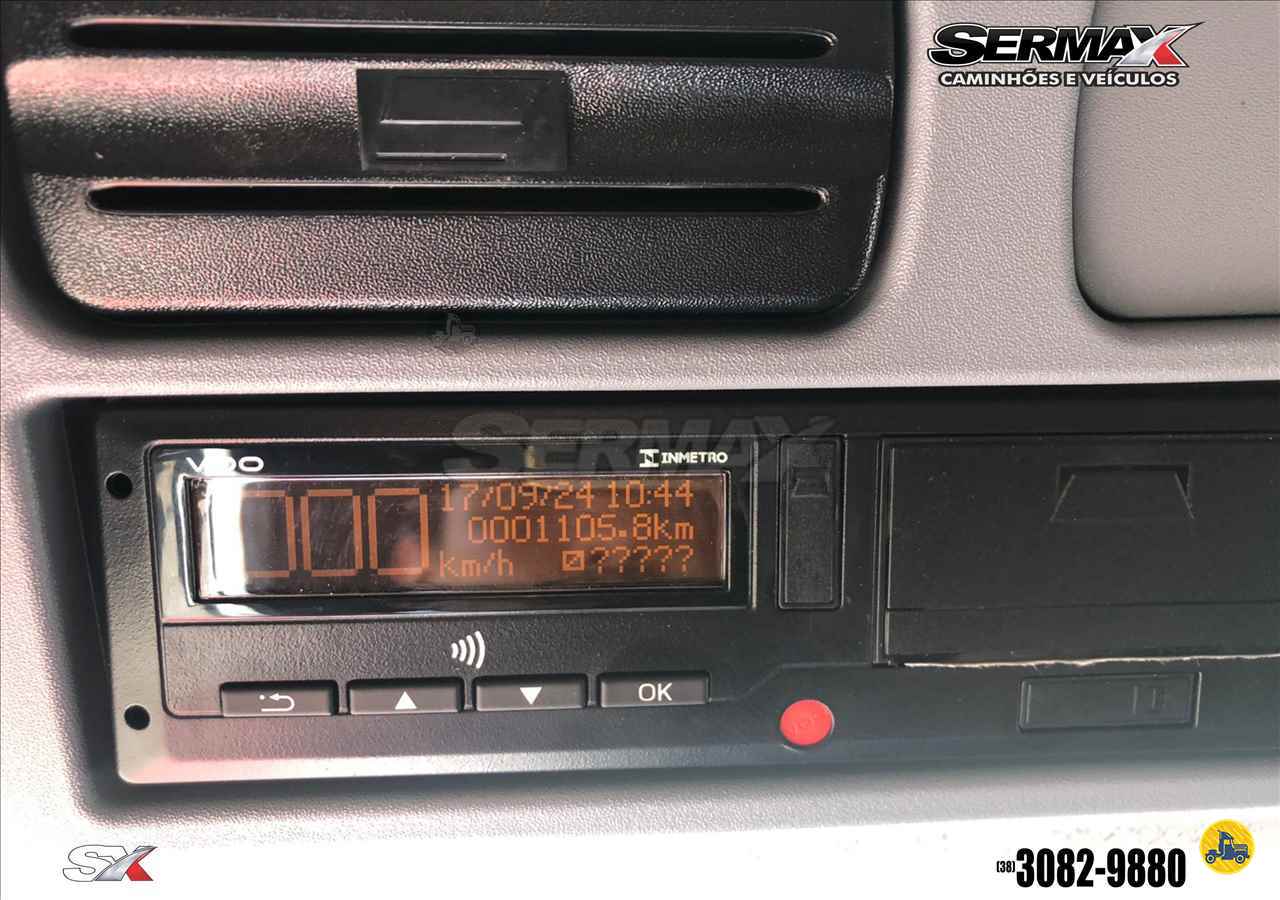 SERMAX
CAMINHÕES E VEÍCULOS
SERMAX
VDO
INMETRO
000
17/09/24 10:44
0001105.8km
km/h ?????
OK
SX
(38) 3082-9880